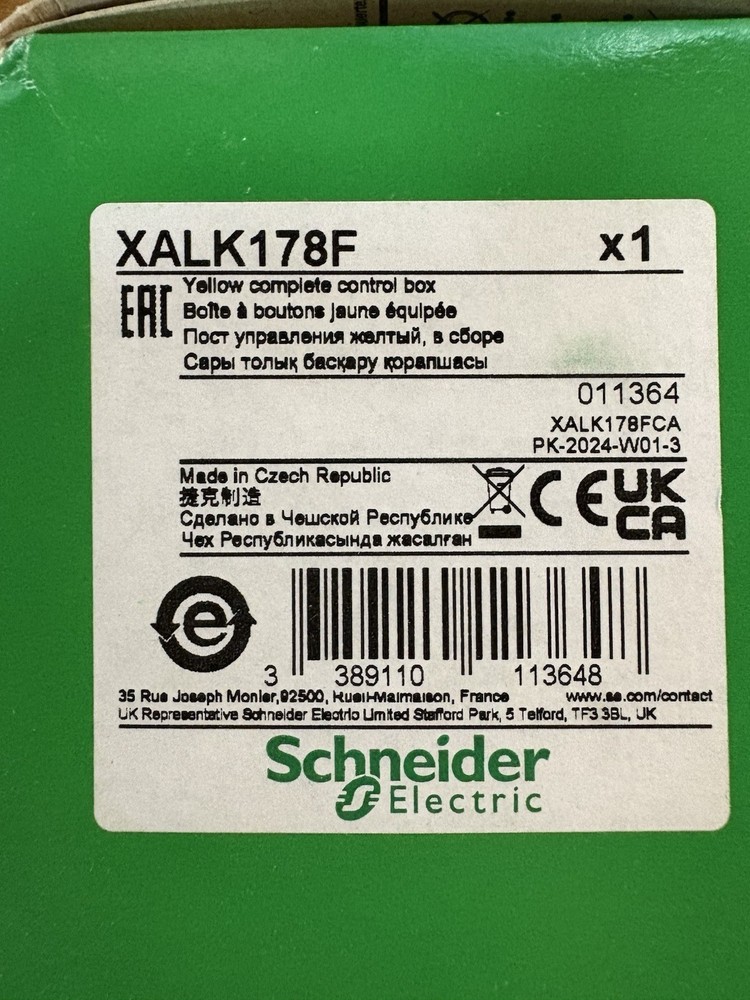 XALK178F x1
EAC
Yellow complete control box
Boîte à boutons jaune équipée
Пост управления желтый, в сборе
Сары толық басқару қорапшасы
011364
XALK178FCA
PK-2024-W01-3
Made in Czech Republic
捷克制造
Сделано в Чешской Республике
Чех Республикасында жасалған
CE UK
CA
e
3 389110 113648
35 Rue Joseph Monier,92500, Rueil-Malmaison, France www.se.com/contact
UK Representative Schneider Electric Limited Stafford Park, 5 Telford, TF3 3BL, UK
Schneider
Electric